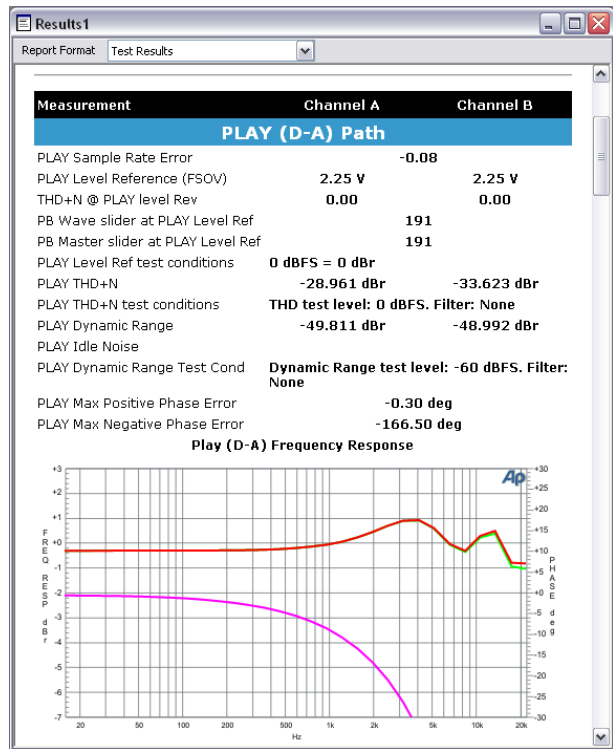 Results1
Report Format Test Results
Measurement Channel A Channel B
PLAY (D-A) Path
PLAY Sample Rate Error -0.08
PLAY Level Reference (FSOV) 2.25 V 2.25 V
THD+N @ PLAY level Rev 0.00 0.00
PB Wave slider at PLAY Level Ref 191
PB Master slider at PLAY Level Ref 191
PLAY Level Ref test conditions 0 dBFS = 0 dBr
PLAY THD+N -28.961 dBr -33.623 dBr
PLAY THD+N test conditions THD test level: 0 dBFS. Filter: None
PLAY Dynamic Range -49.811 dBr -48.992 dBr
PLAY Idle Noise
PLAY Dynamic Range Test Cond Dynamic Range test level: -60 dBFS. Filter:
None
PLAY Max Positive Phase Error -0.30 deg
PLAY Max Negative Phase Error -166.50 deg
Play (D-A) Frequency Response
Ap
+3
+2
+1
+0
-1
-2
-3
-4
-5
-6
-7
FREQ RESP dBr
+30
+25
+20
+15
+10
+5
+0
-5
-10
-15
-20
-25
-30
PHASE deg
20 50 100 200 500 1k 2k 5k 10k 20k
Hz